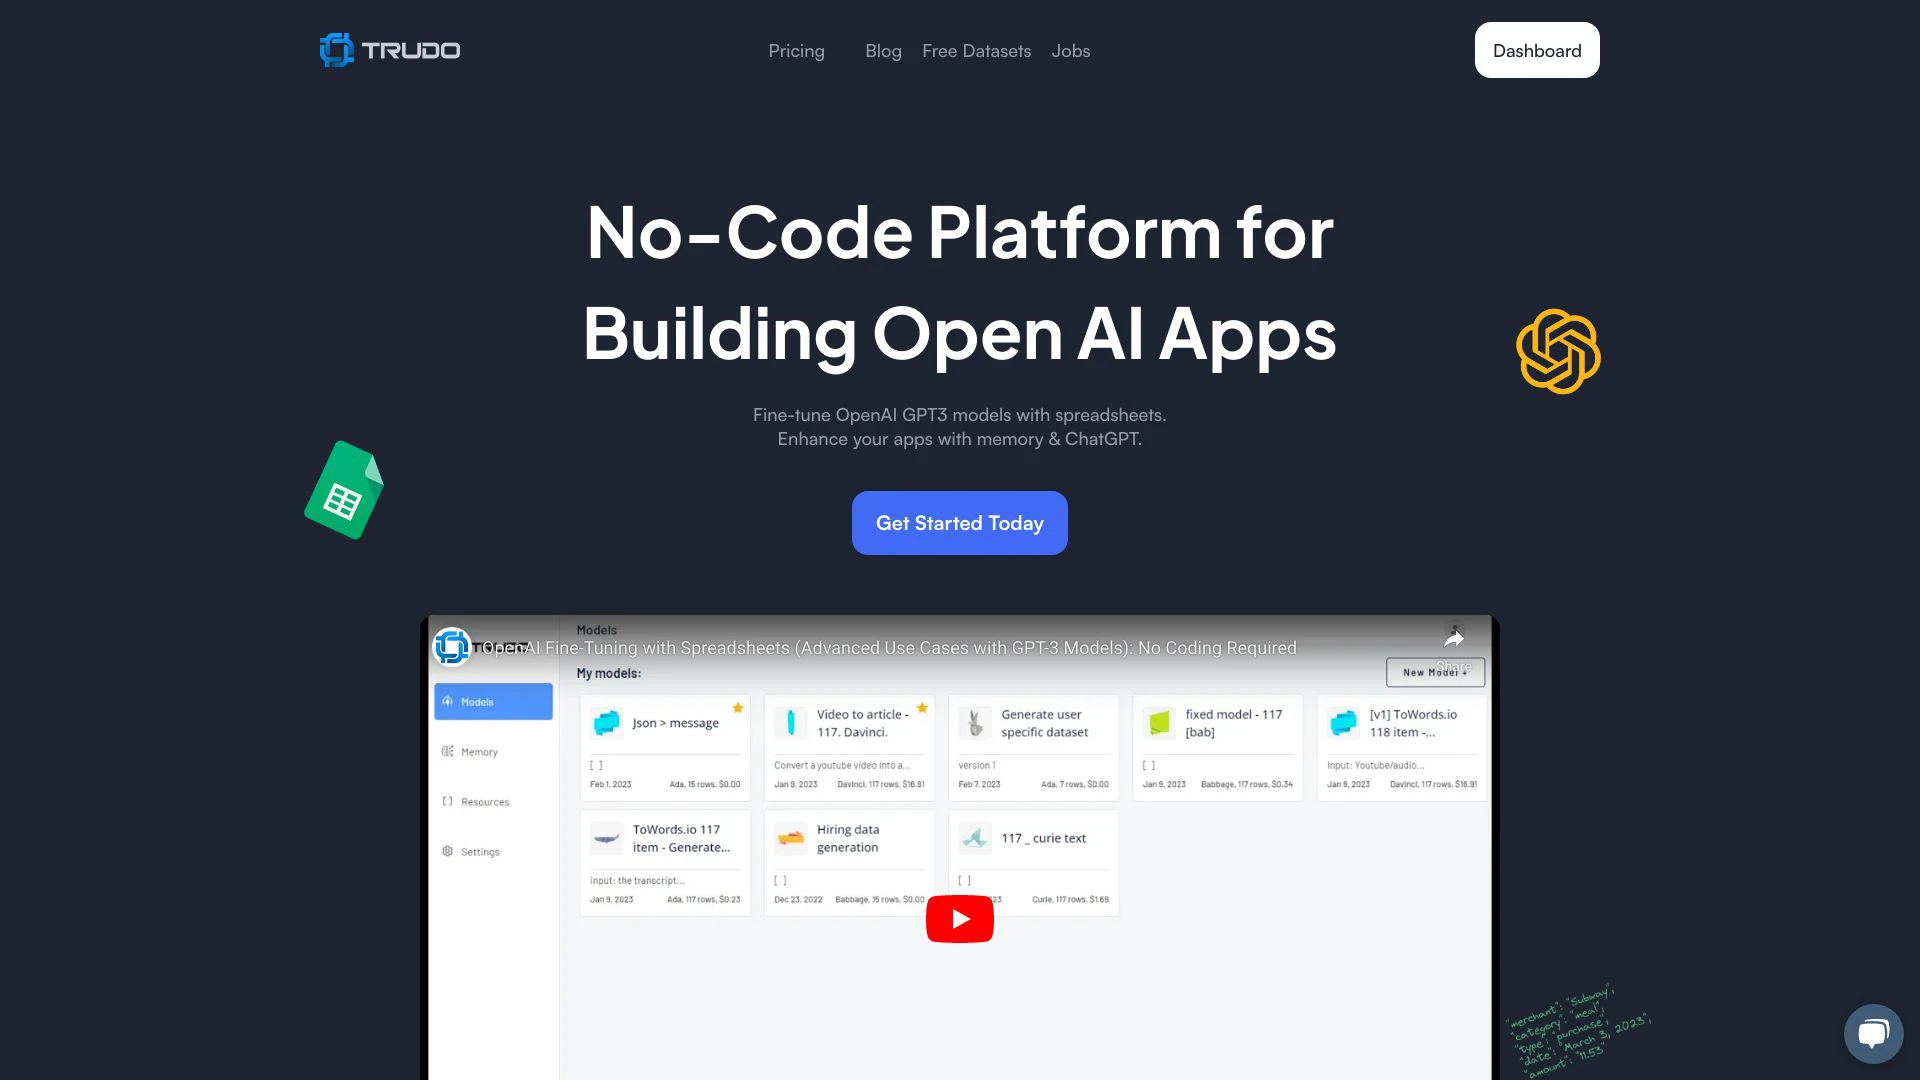 TRUDO
Pricing
Blog
Free Datasets
Jobs
Dashboard
No-Code Platform for
Building Open AI Apps
Fine-tune OpenAI GPT3 models with spreadsheets.
Enhance your apps with memory & ChatGPT.
Get Started Today
OpenAI Fine-Tuning with Spreadsheets (Advanced Use Cases with GPT-3 Models): No Coding Required
Share
Models
My models:
New Model +
Models
Memory
Resources
Settings
Json > message
[ ]
Feb 1, 2023
Ada, 15 rows, $0.00
Video to article -
117. Davinci.
Convert a youtube video into a...
Jan 9, 2023
Davinci, 117 rows, $16.91
Generate user
specific dataset
version 1
Feb 7, 2023
Ada, 7 rows, $0.00
fixed model - 117
[bab]
[ ]
Jan 9, 2023
Babbage, 117 rows, $0.34
[v1] ToWords.io
118 item -...
Input: Youtube/audio...
Jan 9, 2023
Davinci, 117 rows, $16.91
ToWords.io 117
item - Generate...
input: the transcript...
Jan 9, 2023
Ada, 117 rows, $0.23
Hiring data
generation
[ ]
Dec 23, 2022
Babbage, 15 rows, $0.00
117 _ curie text
[ ]
Curie, 117 rows, $1.69
"merchant": "Subway",
"category": "meal",
"type": "purchase",
"date": "March 3, 2023",
"amount": "11.53"